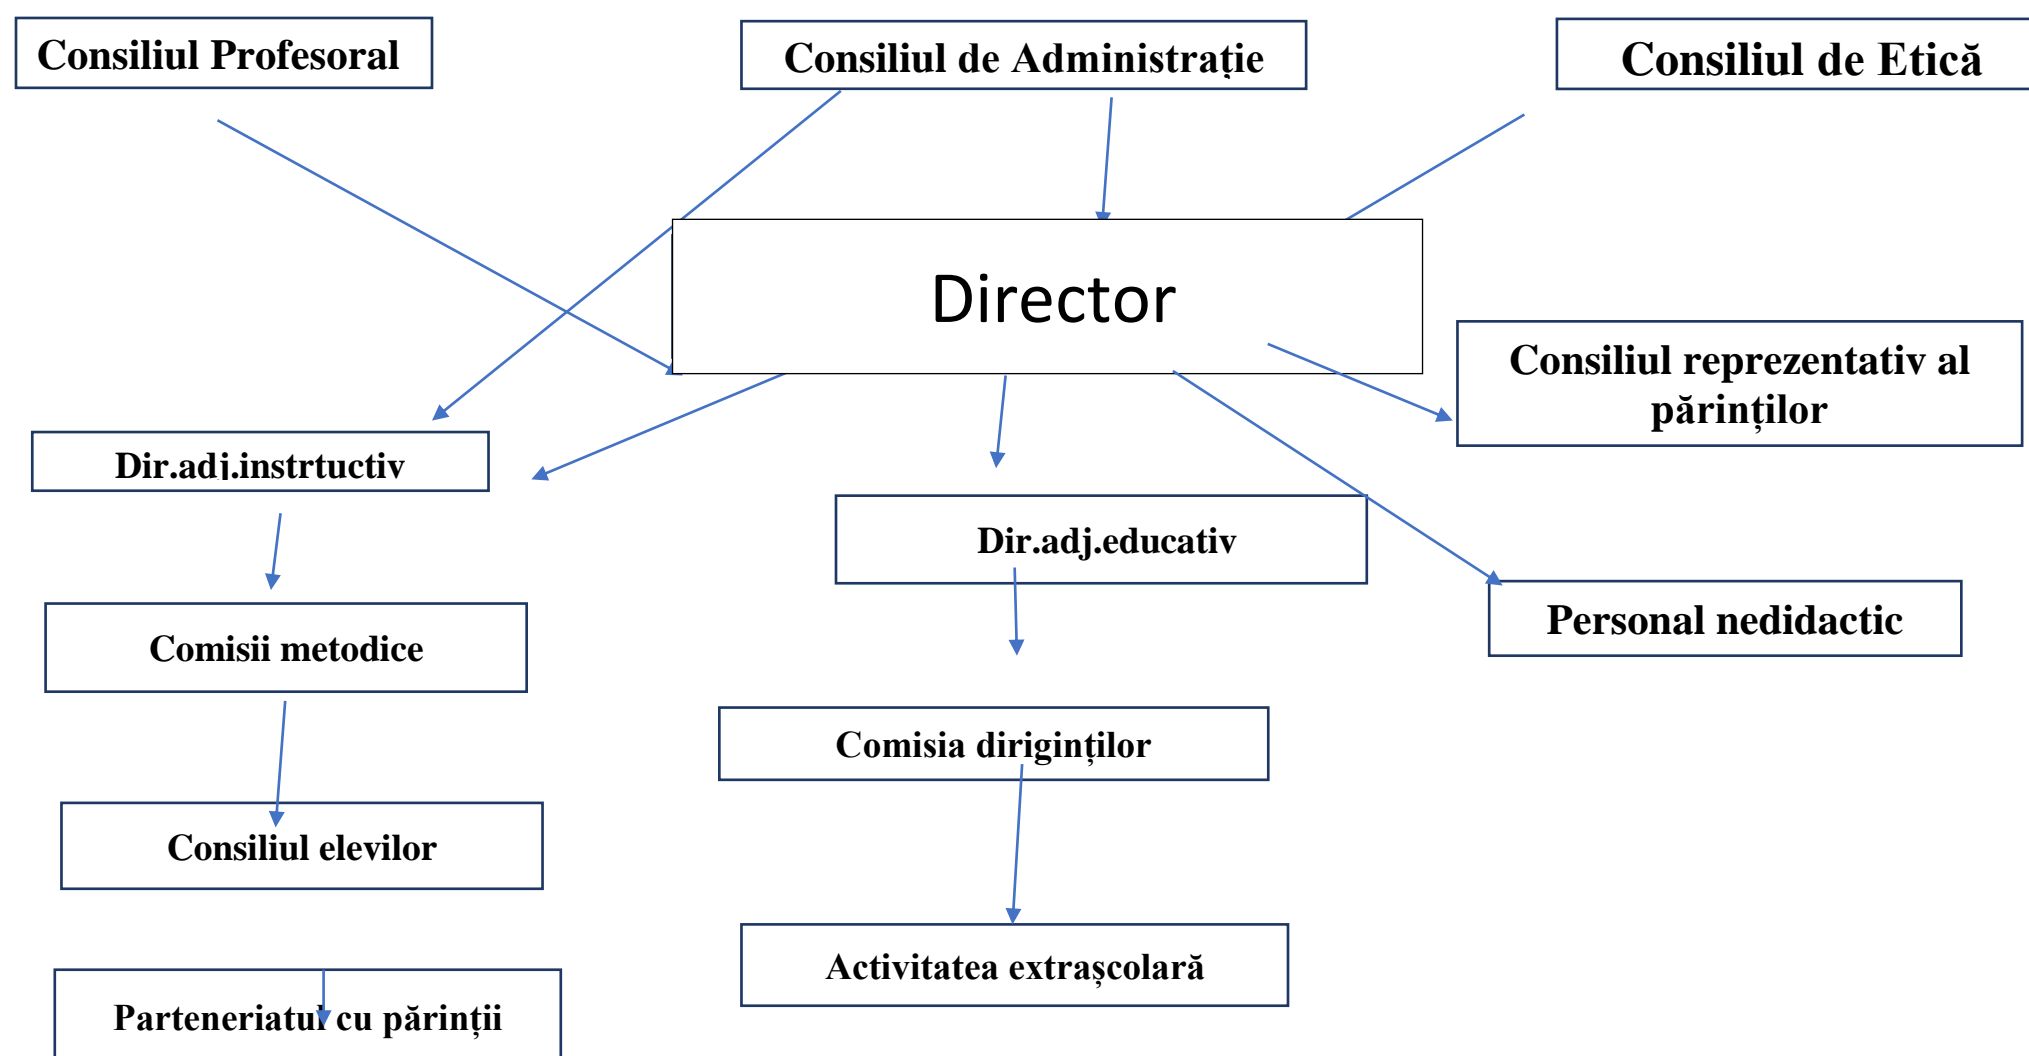 Consiliul Profesoral
Consiliul de Administrație
Consiliul de Etică
Director
Consiliul reprezentativ al
părinților
Dir.adj.instrtuctiv
Dir.adj.educativ
Personal nedidactic
Comisii metodice
Comisia diriginților
Consiliul elevilor
Activitatea extrașcolară
Parteneriatul cu părinții